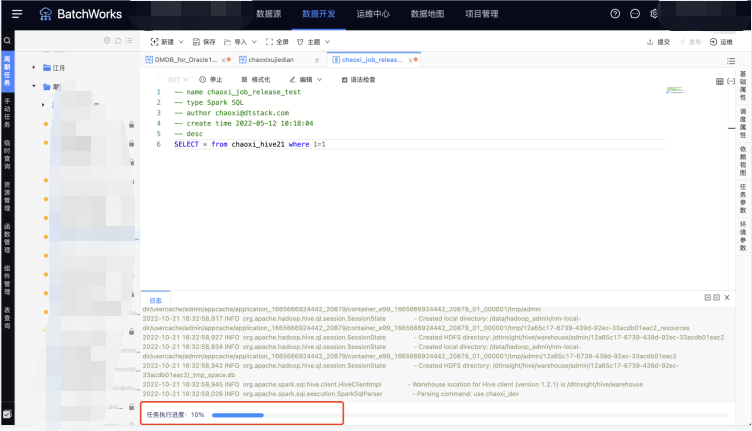 BatchWorks 数据源 数据开发 运维中心 数据地图 项目管理
新建 保存 导入 全屏 主题 提交 发布 运维
周期任务
手动任务
临时查询
资源管理
函数管理
组件管理
表查询
江月
DMDB_for_Oracle1... chaoxixujiedian chaoxi_job_releas...
运行 停止 格式化 编辑 语法检查
1 -- name chaoxi_job_release_test
2 -- type Spark SQL
3 -- author chaoxi@dtstack.com
4 -- create time 2022-05-12 10:18:04
5 -- desc
6 SELECT * from chaoxi_hive21 where 1=1
基础属性
调度属性
依赖视图
任务参数
环境参数
日志
dir/usercache/admin/appcache/application_1665666924442_20879/container_e99_1665666924442_20879_01_000001/tmp/admin
2022-10-21 16:32:58,917 INFO org.apache.hadoop.hive.ql.session.SessionState - Created local directory: /data/hadoop_admin/nm-local-
dir/usercache/admin/appcache/application_1665666924442_20879/container_e99_1665666924442_20879_01_000001/tmp/12a65c17-6739-439d-92ec-33acdb01eac2_resources
2022-10-21 16:32:58,927 INFO org.apache.hadoop.hive.ql.session.SessionState - Created HDFS directory: /dtinsight/hive/warehouse/admin/12a65c17-6739-439d-92ec-33acdb01eac2
2022-10-21 16:32:58,934 INFO org.apache.hadoop.hive.ql.session.SessionState - Created local directory: /data/hadoop_admin/nm-local-
dir/usercache/admin/appcache/application_1665666924442_20879/container_e99_1665666924442_20879_01_000001/tmp/admin/12a65c17-6739-439d-92ec-33acdb01eac2
2022-10-21 16:32:58,942 INFO org.apache.hadoop.hive.ql.session.SessionState - Created HDFS directory: /dtinsight/hive/warehouse/admin/12a65c17-6739-439d-92ec-
33acdb01eac2/_tmp_space.db
2022-10-21 16:32:58,945 INFO org.apache.spark.sql.hive.client.HiveClientImpl - Warehouse location for Hive client (version 1.2.1) is /dtinsight/hive/warehouse
2022-10-21 16:32:59,026 INFO org.apache.spark.sql.execution.SparkSqlParser - Parsing command: use chaoxi_dev
任务执行进度：10%